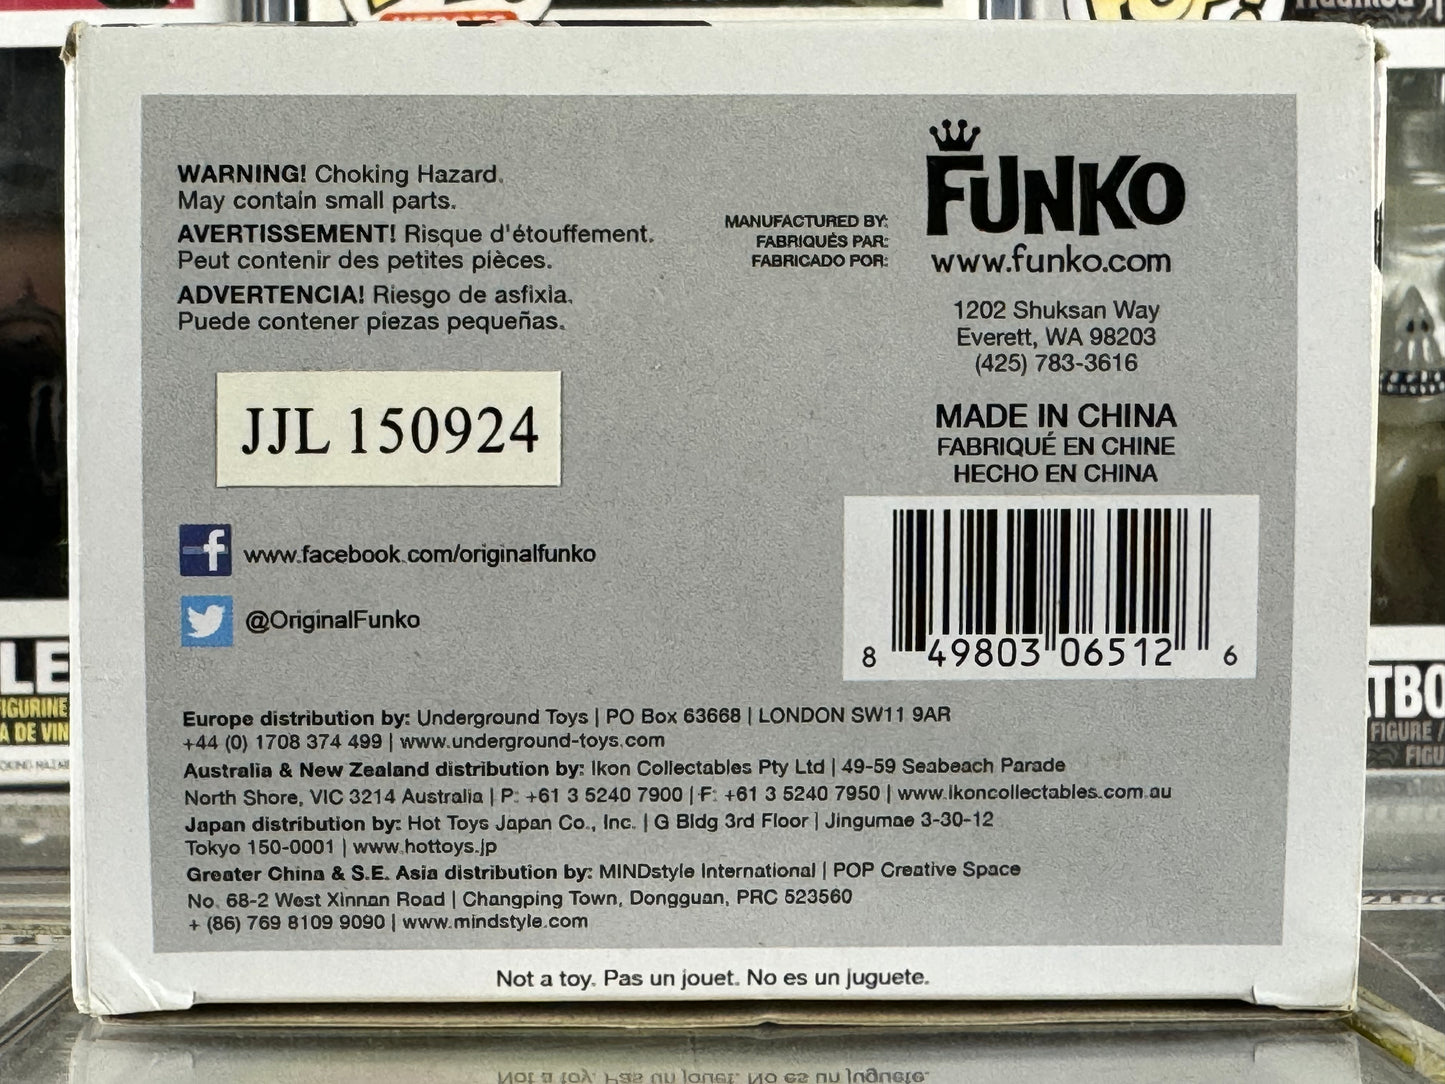 WARNING! Choking Hazard.
May contain small parts.
AVERTISSEMENT! Risque d'étouffement.
Peut contenir des petites pièces.
ADVERTENCIA! Riesgo de asfixia.
Puede contener piezas pequeñas.
JJL 150924
www.facebook.com/originalfunko
@OriginalFunko
MANUFACTURED BY:
FABRIQUÉS PAR:
FABRICADO POR:
FUNKO
www.funko.com
1202 Shuksan Way
Everett, WA 98203
(425) 783-3616
MADE IN CHINA
FABRIQUÉ EN CHINE
HECHO EN CHINA
8 49803 06512 6
Europe distribution by: Underground Toys | PO Box 63668 | LONDON SW11 9AR
+44 (0) 1708 374 499 | www.underground-toys.com
Australia & New Zealand distribution by: Ikon Collectables Pty Ltd | 49-59 Seabeach Parade
North Shore, VIC 3214 Australia | P: +61 3 5240 7900 | F: +61 3 5240 7950 | www.ikoncollectables.com.au
Japan distribution by: Hot Toys Japan Co., Inc. | G Bldg 3rd Floor | Jingumae 3-30-12
Tokyo 150-0001 | www.hottoys.jp
Greater China & S.E. Asia distribution by: MINDstyle International | POP Creative Space
No. 68-2 West Xinnan Road | Changping Town, Dongguan, PRC 523560
+ (86) 769 8109 9090 | www.mindstyle.com
Not a toy. Pas un jouet. No es un juguete.
LE
FIGURINE
A DE VIN
TBO
FIGURE /
FIGU